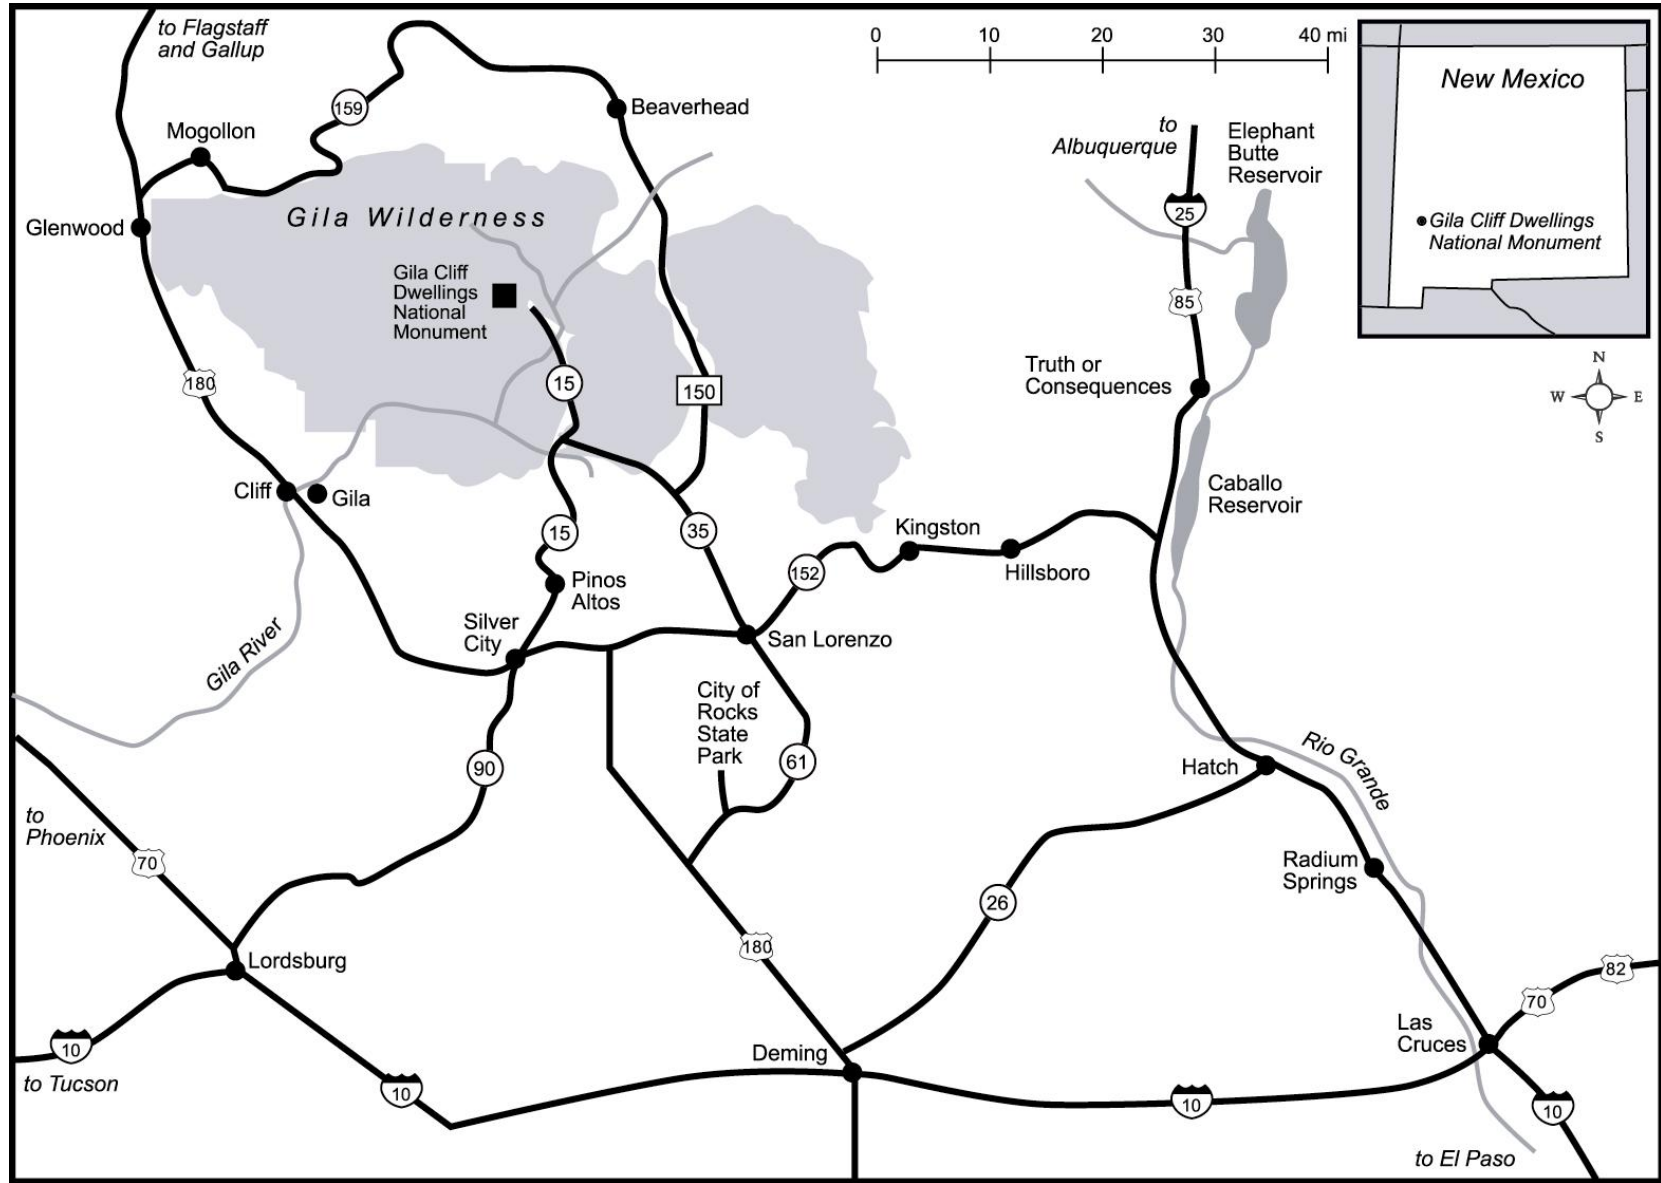 to Flagstaff
and Gallup
0 10 20 30 40 mi
New Mexico
Gila Cliff Dwellings
National Monument
N
W E
S
159
Beaverhead
Mogollon
to
Albuquerque
Elephant
Butte
Reservoir
25
Glenwood
Gila Wilderness
Gila Cliff
Dwellings
National
Monument
85
180
15
150
Truth or
Consequences
Cliff
Gila
Caballo
Reservoir
15
35
Kingston
152
Hillsboro
Pinos
Altos
Silver
City
San Lorenzo
Gila River
City of
Rocks
State
Park
90
61
Hatch
Rio Grande
to
Phoenix
70
Radium
Springs
26
Lordsburg
180
82
70
Las
Cruces
10
to Tucson
Deming
10
10
10
to El Paso